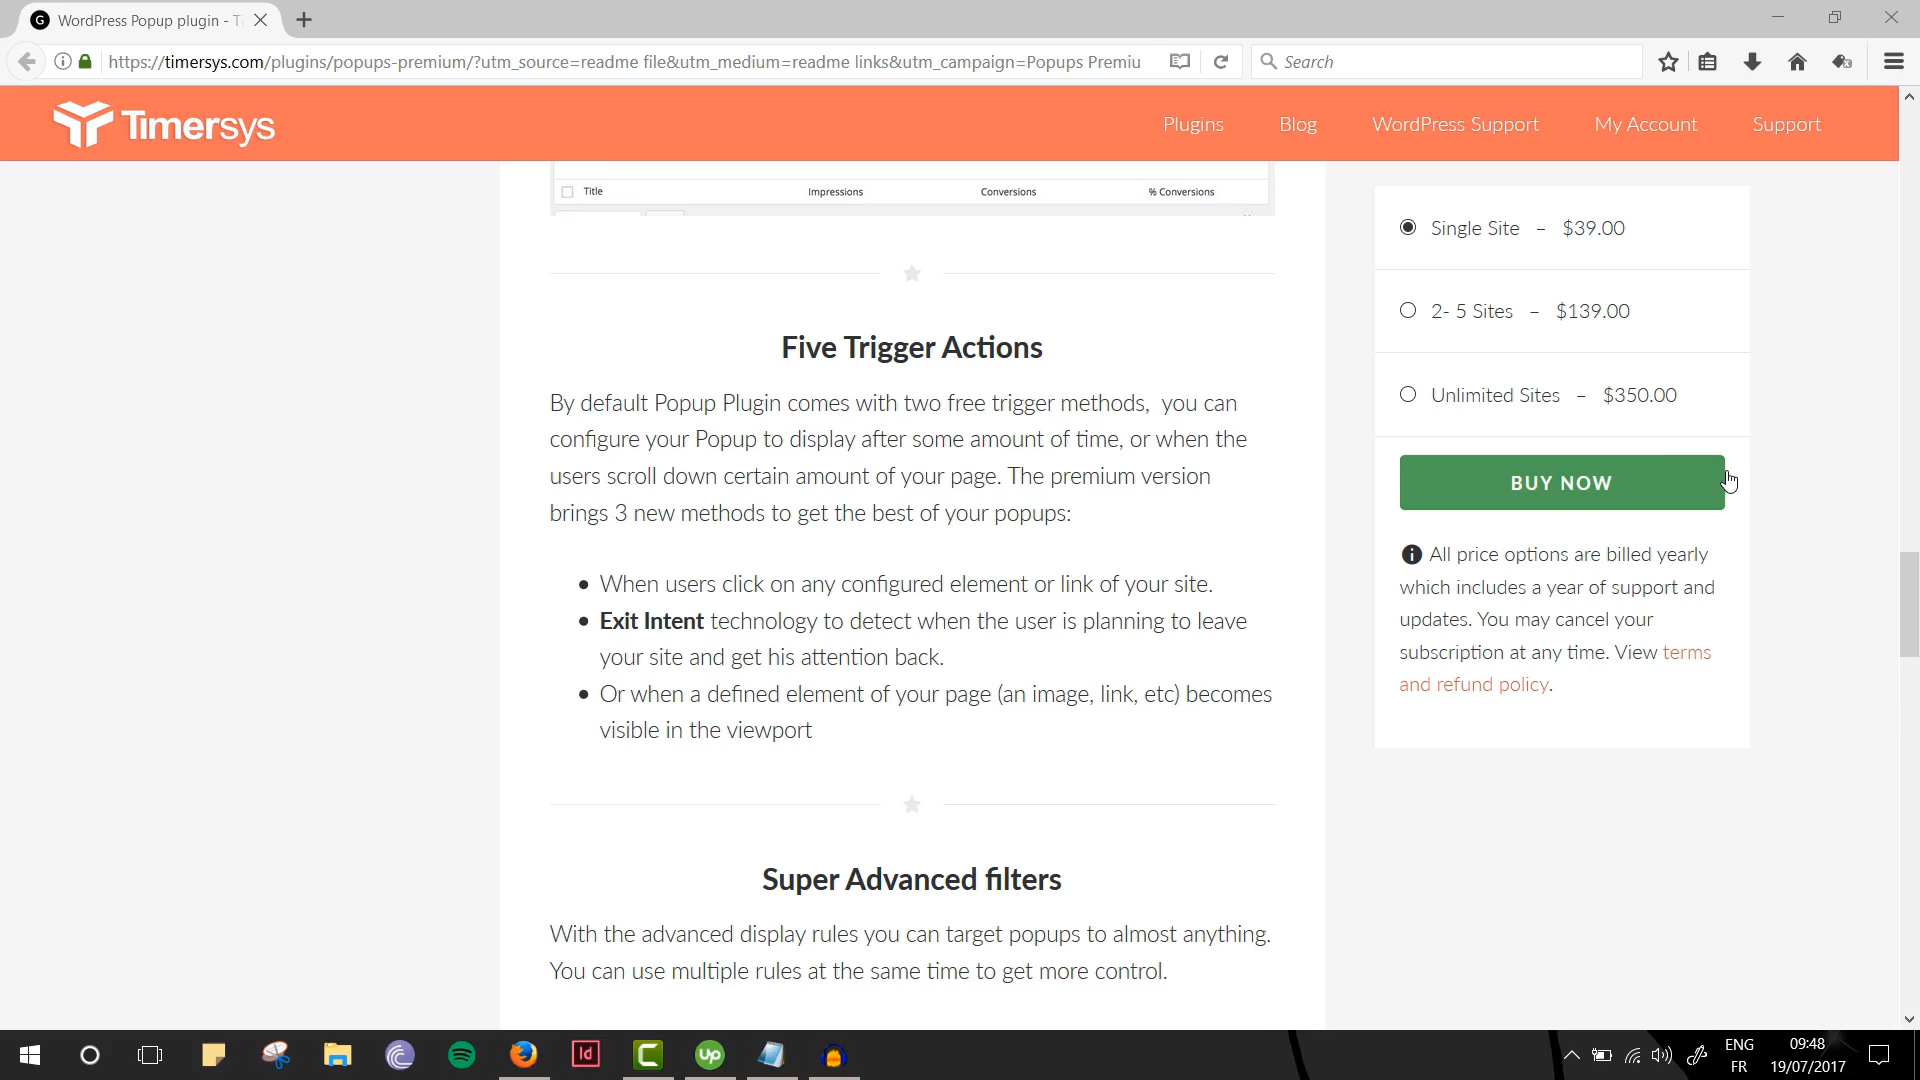 WordPress Popup plugin - Ti
https://timersys.com/plugins/popups-premium/?utm_source=readme file&utm_medium=readme links&utm_campaign=Popups Premiu
Search
Timersys
Plugins
Blog
WordPress Support
My Account
Support
Title
Impressions
Conversions
% Conversions
Single Site – $39.00
2- 5 Sites – $139.00
Unlimited Sites – $350.00
BUY NOW
All price options are billed yearly
which includes a year of support and
updates. You may cancel your
subscription at any time. View terms
and refund policy.
Five Trigger Actions
By default Popup Plugin comes with two free trigger methods, you can
configure your Popup to display after some amount of time, or when the
users scroll down certain amount of your page. The premium version
brings 3 new methods to get the best of your popups:
When users click on any configured element or link of your site.
Exit Intent technology to detect when the user is planning to leave
your site and get his attention back.
Or when a defined element of your page (an image, link, etc) becomes
visible in the viewport
Super Advanced filters
With the advanced display rules you can target popups to almost anything.
You can use multiple rules at the same time to get more control.
Id
up
ENG
FR
09:48
19/07/2017